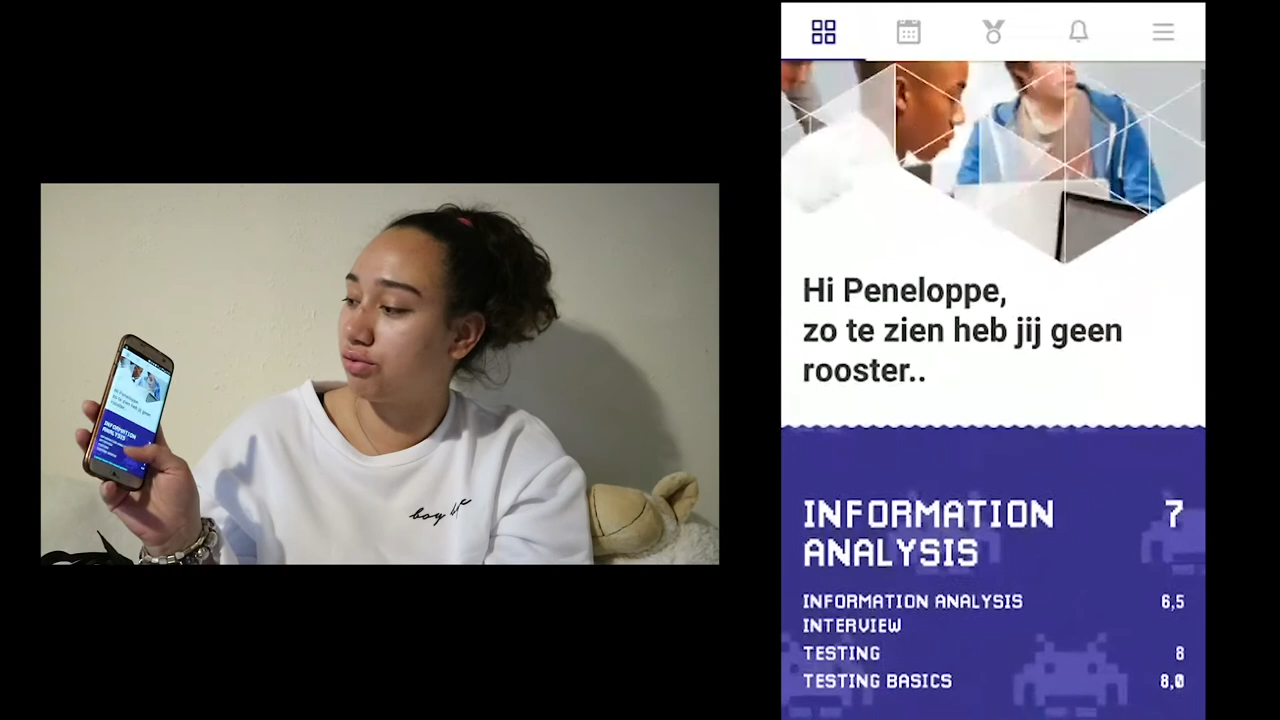 boy
Hi Peneloppe,
zo te zien heb jij geen
rooster..
INFORMATION 7
ANALYSIS
INFORMATION ANALYSIS 6,5
INTERVIEW
TESTING 8
TESTING BASICS 8,0